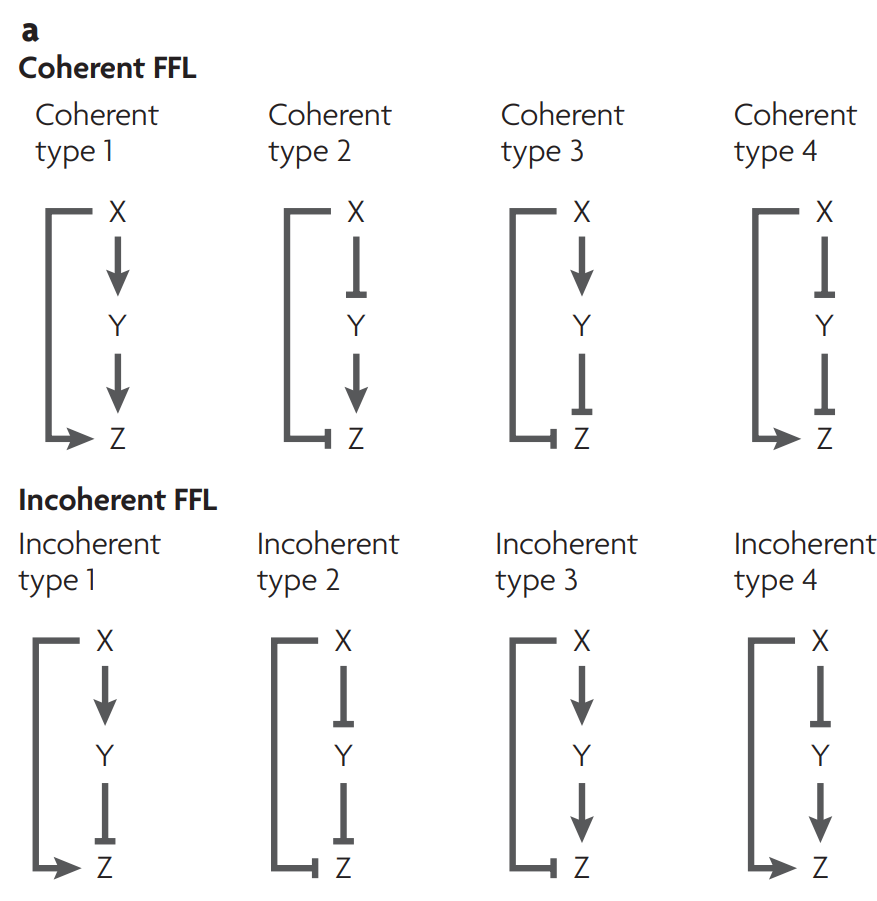 a
Coherent FFL
Coherent type 1
Coherent type 2
Coherent type 3
Coherent type 4
X
X
X
X
Y
Y
Y
Y
Z
Z
Z
Z
Incoherent FFL
Incoherent type 1
Incoherent type 2
Incoherent type 3
Incoherent type 4
X
X
X
X
Y
Y
Y
Y
Z
Z
Z
Z